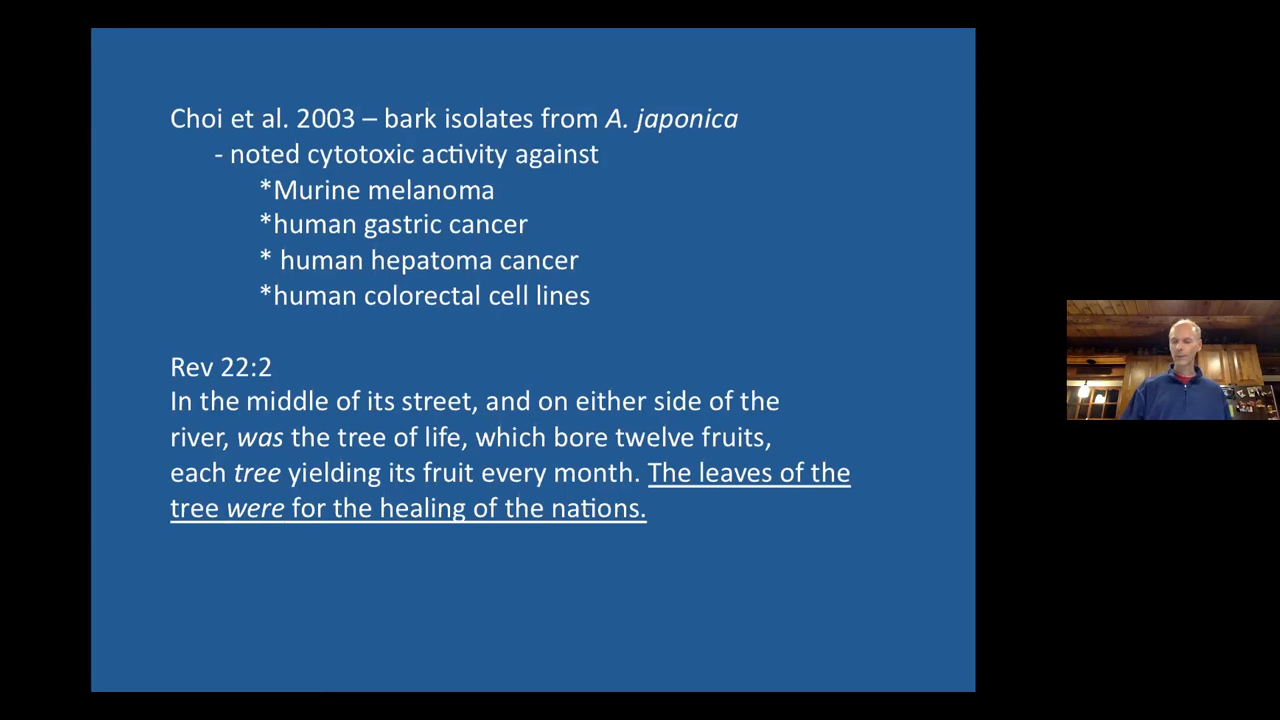 Choi et al. 2003 – bark isolates from A. japonica
- noted cytotoxic activity against
*Murine melanoma
*human gastric cancer
* human hepatoma cancer
*human colorectal cell lines
Rev 22:2
In the middle of its street, and on either side of the
river, was the tree of life, which bore twelve fruits,
each tree yielding its fruit every month. The leaves of the
tree were for the healing of the nations.